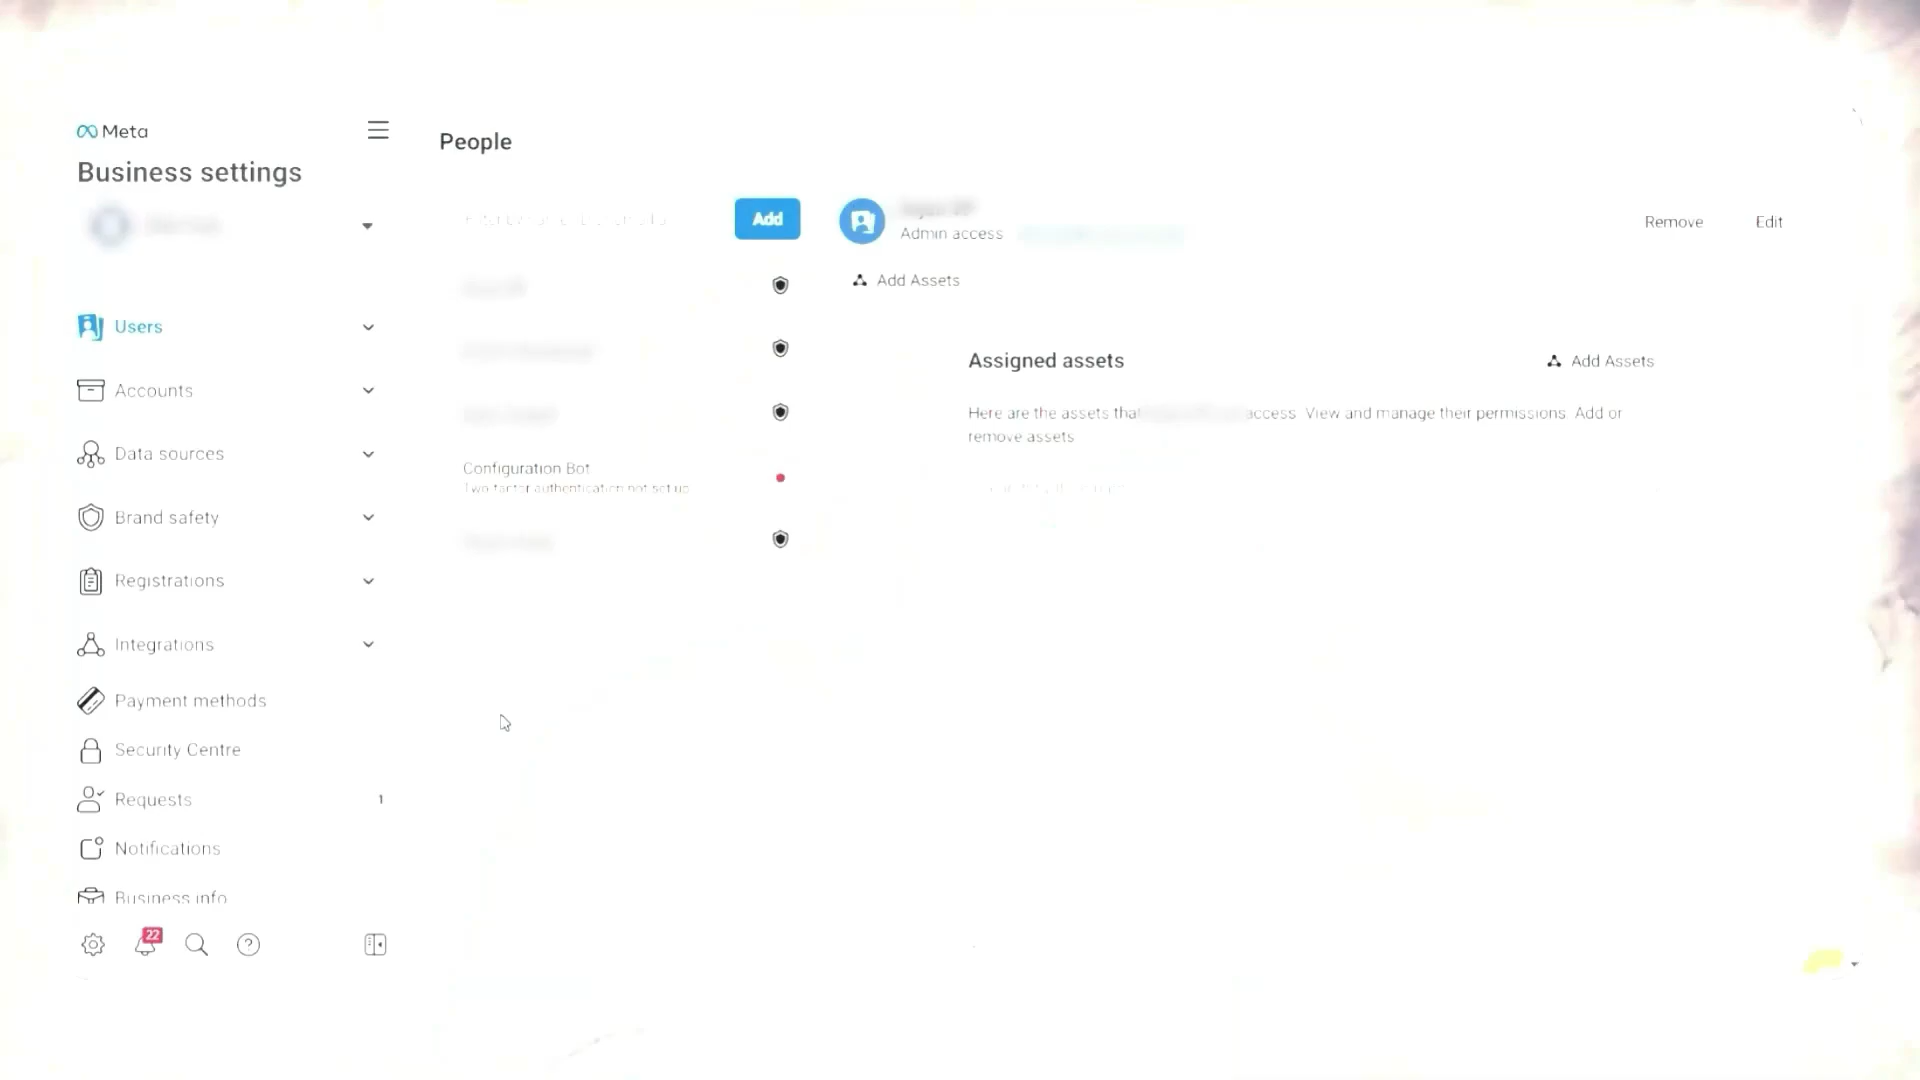 Meta
Business settings
Users
Accounts
Data sources
Brand safety
Registrations
Integrations
Payment methods
Security Centre
Requests 1
Notifications
Business info
22
People
Add
Configuration Bot
Two-factor authentication not set up
Admin access
Remove
Edit
Add Assets
Assigned assets
Add Assets
Here are the assets that access. View and manage their permissions. Add or
remove assets